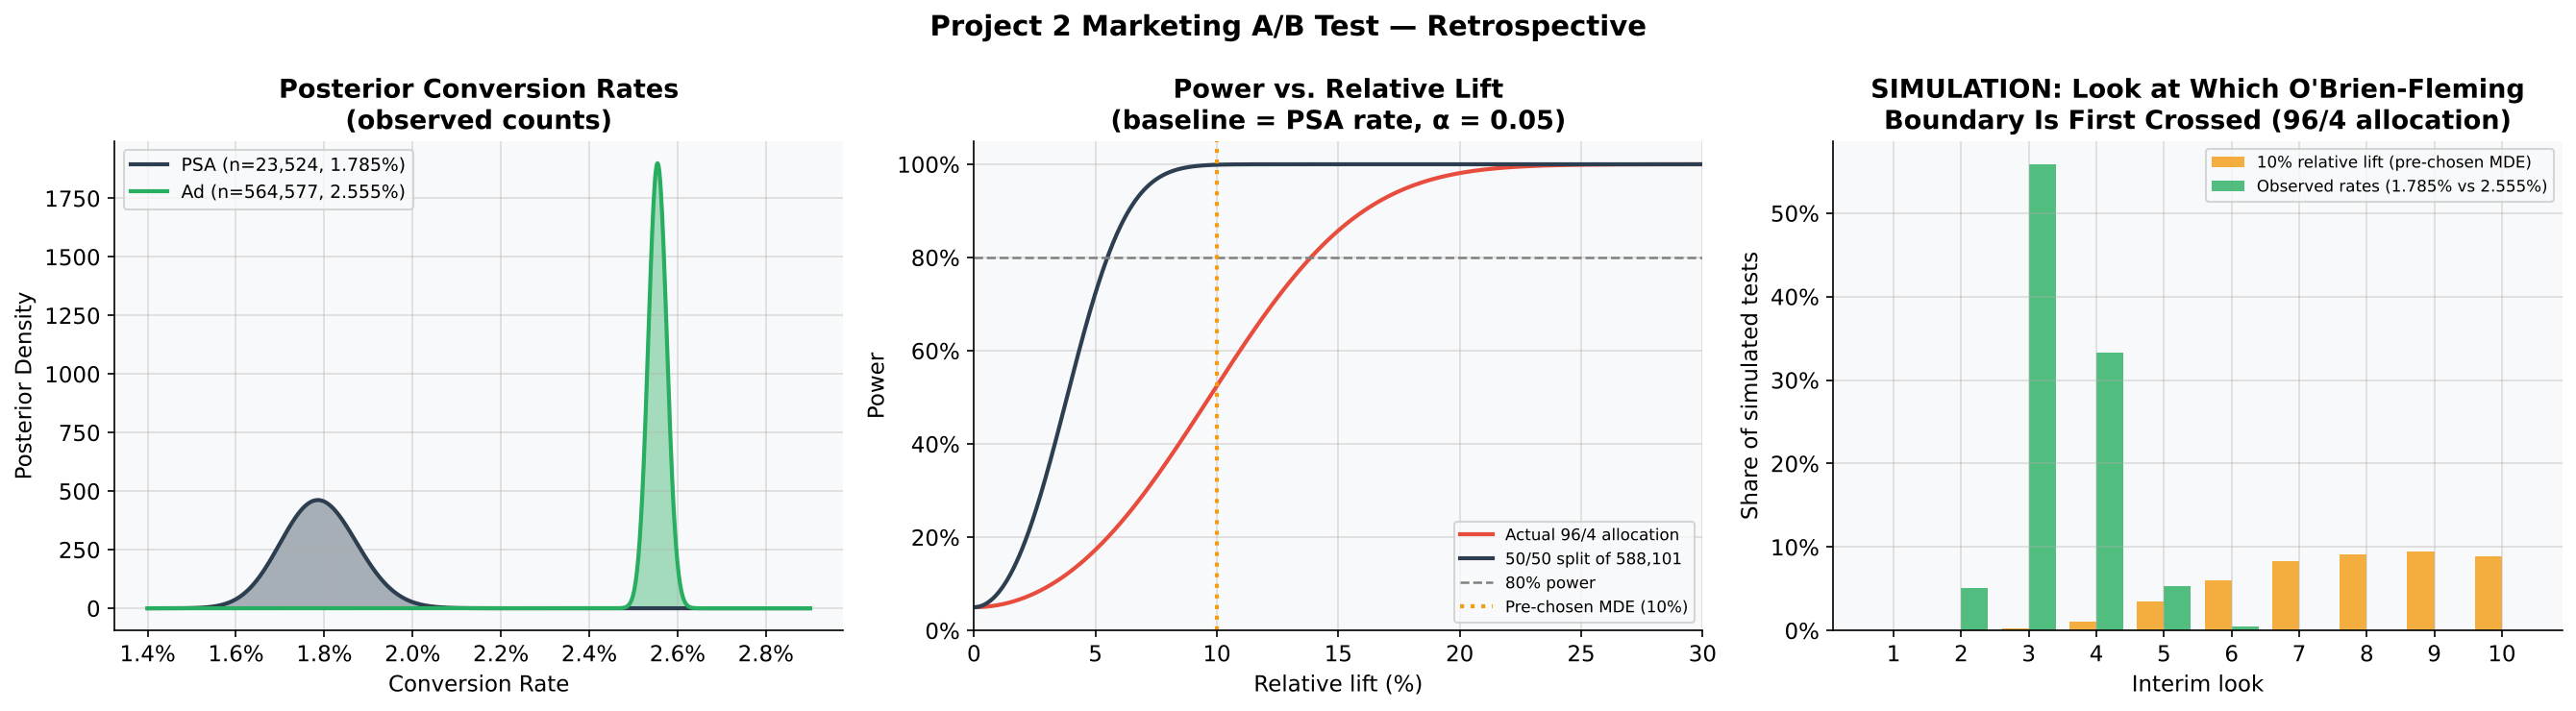 Project 2 Marketing A/B Test — Retrospective
Posterior Conversion Rates
(observed counts)
PSA (n=23,524, 1.785%)
Ad (n=564,577, 2.555%)
Posterior Density
1750
1500
1250
1000
750
500
250
0
1.4%
1.6%
1.8%
2.0%
2.2%
2.4%
2.6%
2.8%
Conversion Rate
Power vs. Relative Lift
(baseline = PSA rate, α = 0.05)
Power
100%
80%
60%
40%
20%
0%
Actual 96/4 allocation
50/50 split of 588,101
80% power
Pre-chosen MDE (10%)
0
5
10
15
20
25
30
Relative lift (%)
SIMULATION: Look at Which O'Brien-Fleming
Boundary Is First Crossed (96/4 allocation)
10% relative lift (pre-chosen MDE)
Observed rates (1.785% vs 2.555%)
Share of simulated tests
50%
40%
30%
20%
10%
0%
1
2
3
4
5
6
7
8
9
10
Interim look